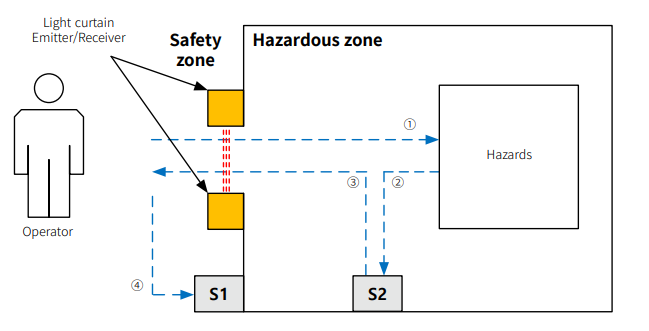 Light curtain
Emitter/Receiver
Safety
zone
Hazardous zone
①
Hazards
③
②
Operator
④
S1
S2